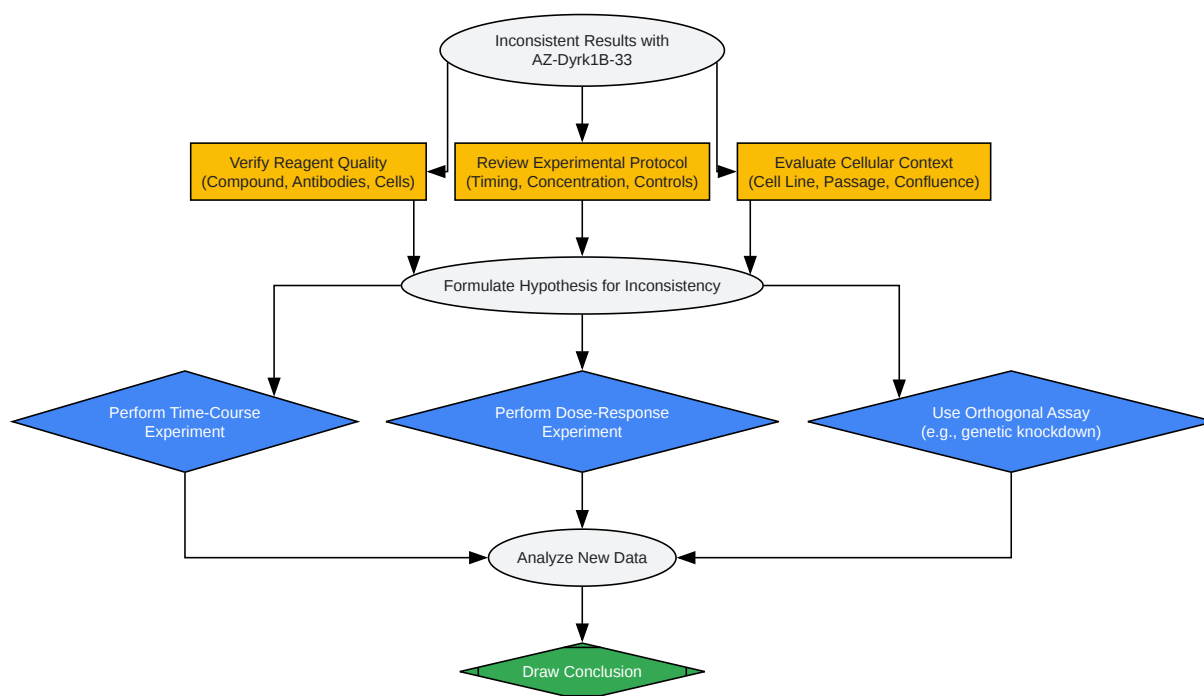 Inconsistent Results with
AZ-Dyrk1B-33
Verify Reagent Quality
(Compound, Antibodies, Cells)
Review Experimental Protocol
(Timing, Concentration, Controls)
Evaluate Cellular Context
(Cell Line, Passage, Confluence)
Formulate Hypothesis for Inconsistency
Perform Time-Course
Experiment
Perform Dose-Response
Experiment
Use Orthogonal Assay
(e.g., genetic knockdown)
Analyze New Data
Draw Conclusion